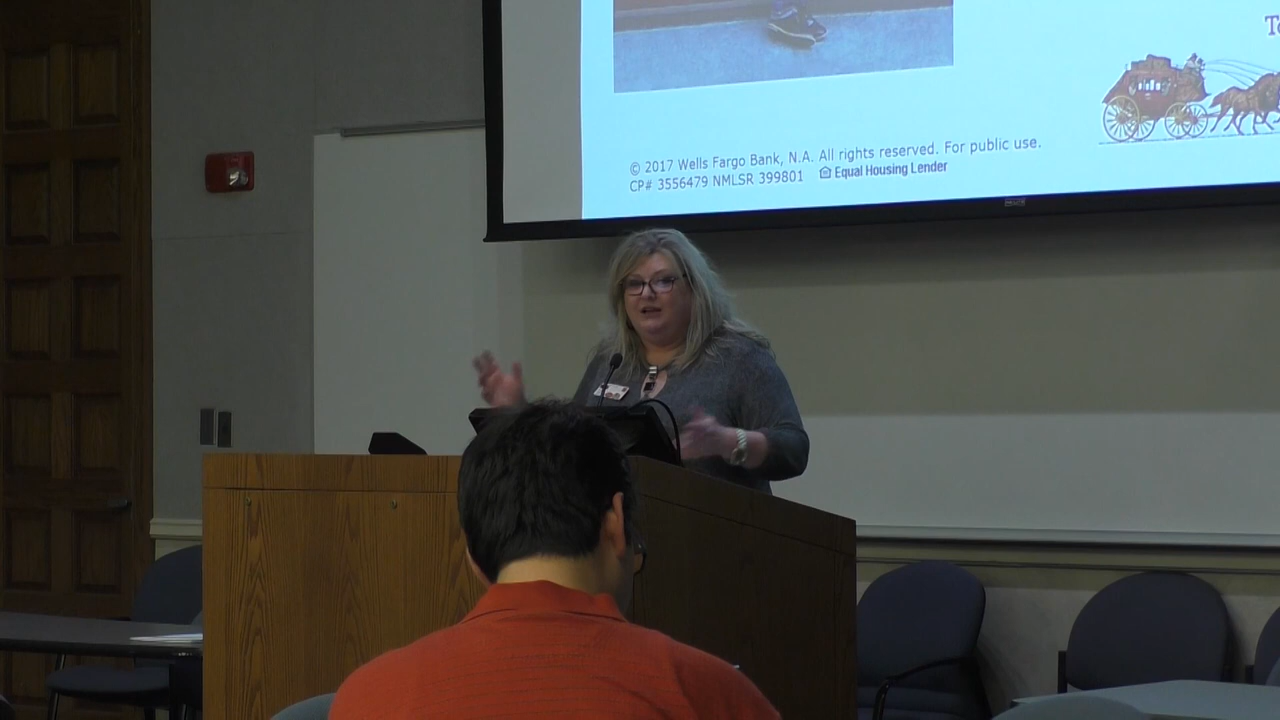 © 2017 Wells Fargo Bank, N.A. All rights reserved. For public use.
CP# 3556479 NMLSR 399801 Equal Housing Lender